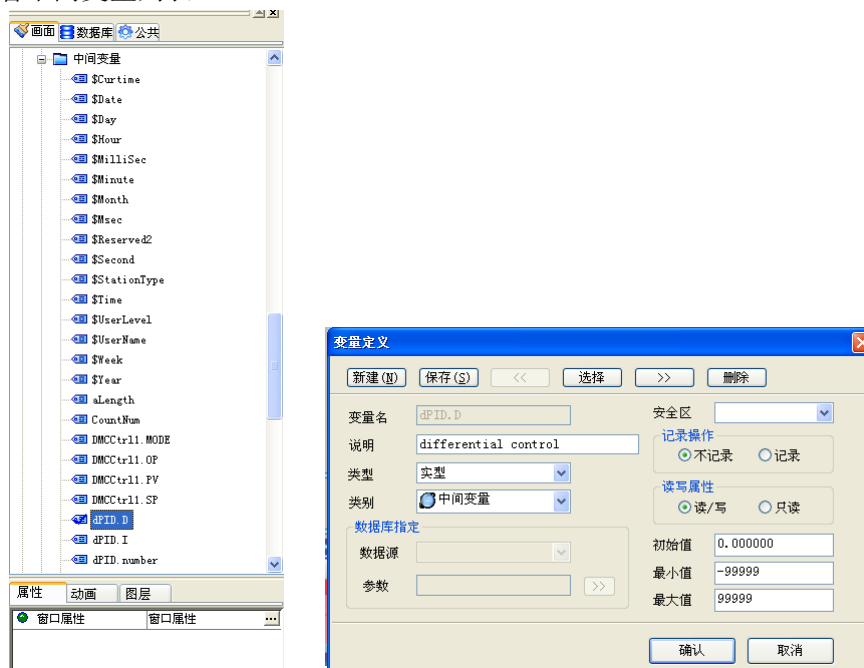 画面 数据库 公共
中间变量
$Curtime
$Date
$Day
$Hour
$MilliSec
$Minute
$Month
$Msec
$Reserved2
$Second
$StationType
$Time
$UserLevel
$UserName
$Week
$Year
aLength
CountNum
DMCCtrl1.MODE
DMCCtrl1.OP
DMCCtrl1.PV
DMCCtrl1.SP
dPID.D
dPID.I
dPID.number
属性 动画 图层
窗口属性 窗口属性 ...
变量定义
新建(N) 保存(S) << 选择 >> 删除
变量名 dPID.D
说明 differential control
类型 实型
类别 中间变量
数据库指定
数据源
参数 >>
安全区
记录操作
不记录 记录
读写属性
读/写 只读
初始值 0.000000
最小值 -99999
最大值 99999
确认 取消